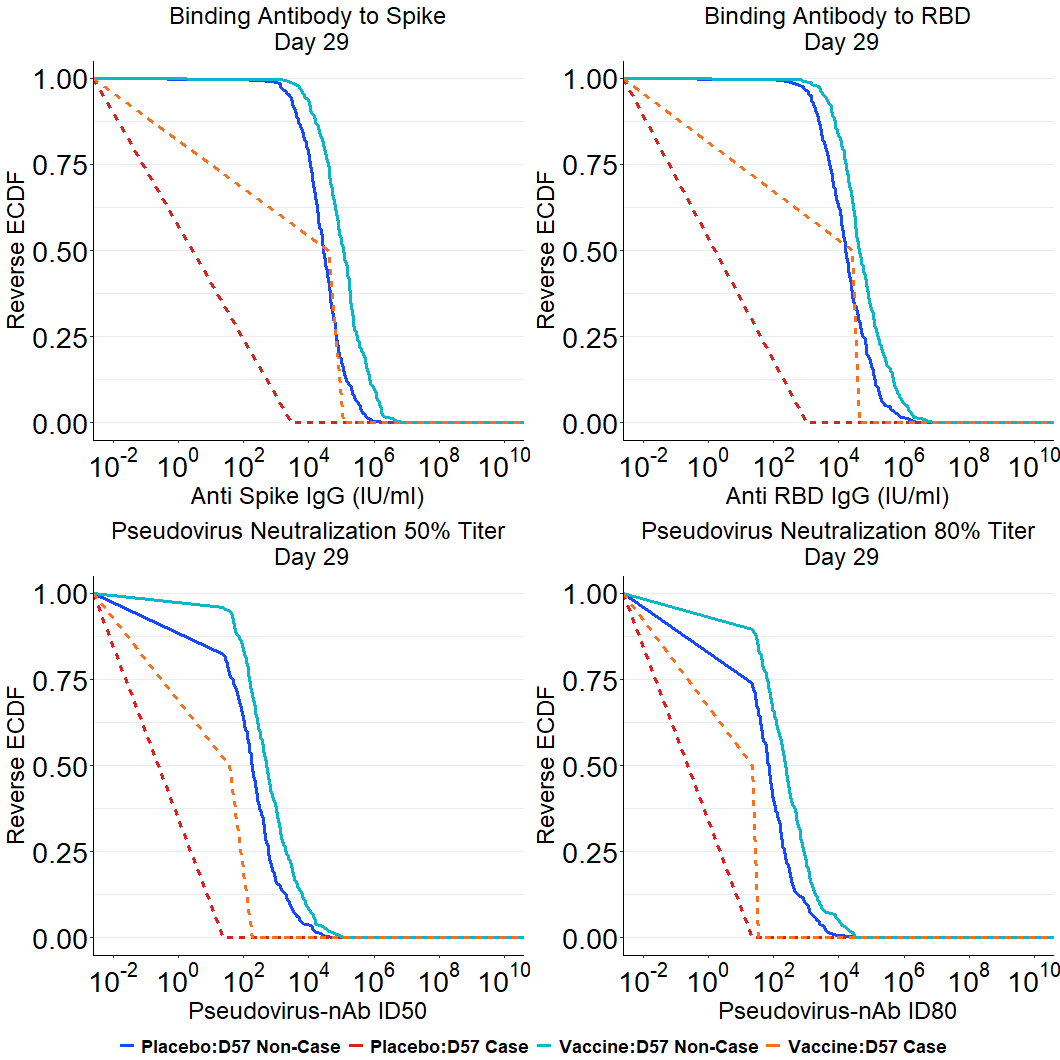 Binding Antibody to Spike
Day 29
1.00
0.75
0.50
0.25
0.00
Reverse ECDF
10^-2 10^0 10^2 10^4 10^6 10^8 10^10
Anti Spike IgG (IU/ml)
Binding Antibody to RBD
Day 29
1.00
0.75
0.50
0.25
0.00
Reverse ECDF
10^-2 10^0 10^2 10^4 10^6 10^8 10^10
Anti RBD IgG (IU/ml)
Pseudovirus Neutralization 50% Titer
Day 29
1.00
0.75
0.50
0.25
0.00
Reverse ECDF
10^-2 10^0 10^2 10^4 10^6 10^8 10^10
Pseudovirus-nAb ID50
Pseudovirus Neutralization 80% Titer
Day 29
1.00
0.75
0.50
0.25
0.00
Reverse ECDF
10^-2 10^0 10^2 10^4 10^6 10^8 10^10
Pseudovirus-nAb ID80
Placebo:D57 Non-Case Placebo:D57 Case Vaccine:D57 Non-Case Vaccine:D57 Case